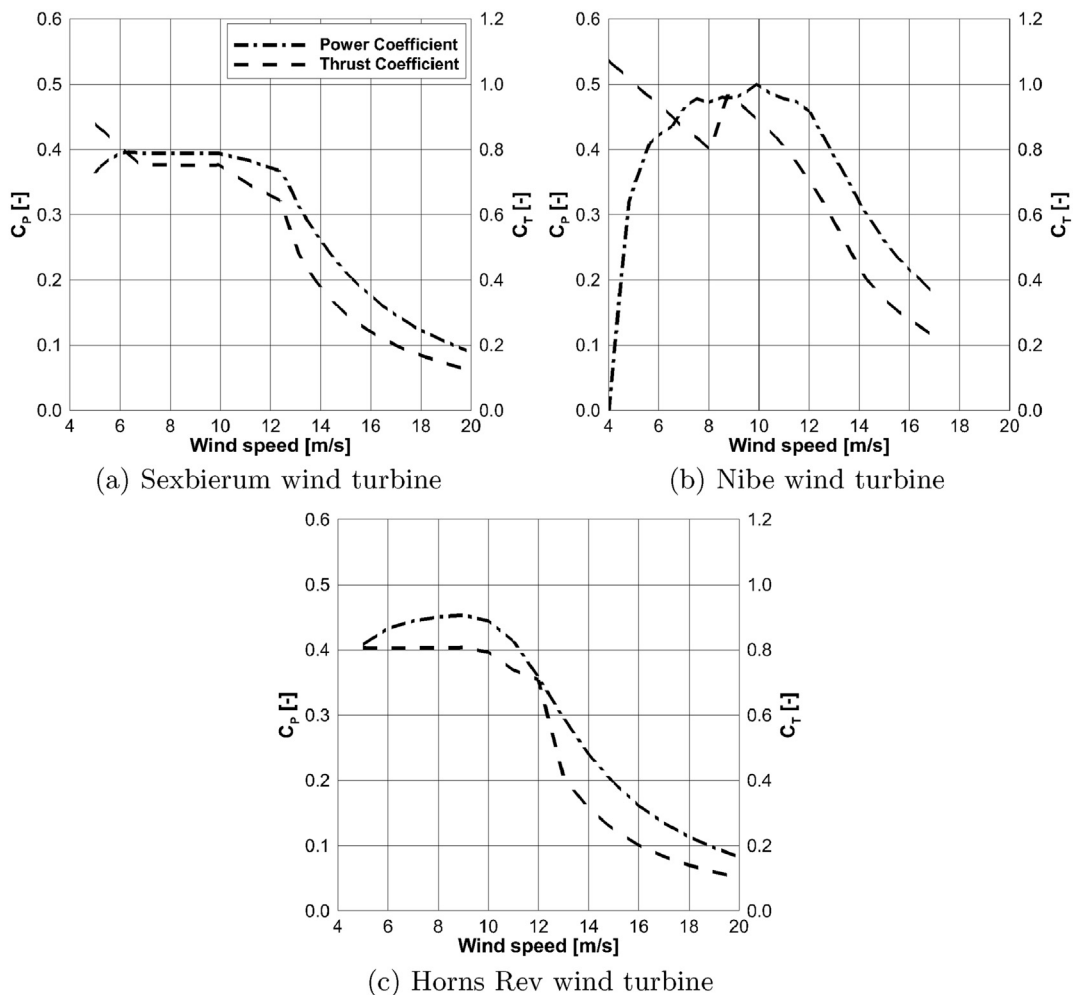 0.6
0.5
0.4
0.3
0.2
0.1
0.0
C_P [-]
1.2
1.0
0.8
0.6
0.4
0.2
0.0
C_T [-]
Power Coefficient
Thrust Coefficient
4 6 8 10 12 14 16 18 20
Wind speed [m/s]
(a) Sexbierum wind turbine
0.6
0.5
0.4
0.3
0.2
0.1
0.0
C_P [-]
1.2
1.0
0.8
0.6
0.4
0.2
0.0
C_T [-]
4 6 8 10 12 14 16 18 20
Wind speed [m/s]
(b) Nibe wind turbine
0.6
0.5
0.4
0.3
0.2
0.1
0.0
C_P [-]
1.2
1.0
0.8
0.6
0.4
0.2
0.0
C_T [-]
4 6 8 10 12 14 16 18 20
Wind speed [m/s]
(c) Horns Rev wind turbine